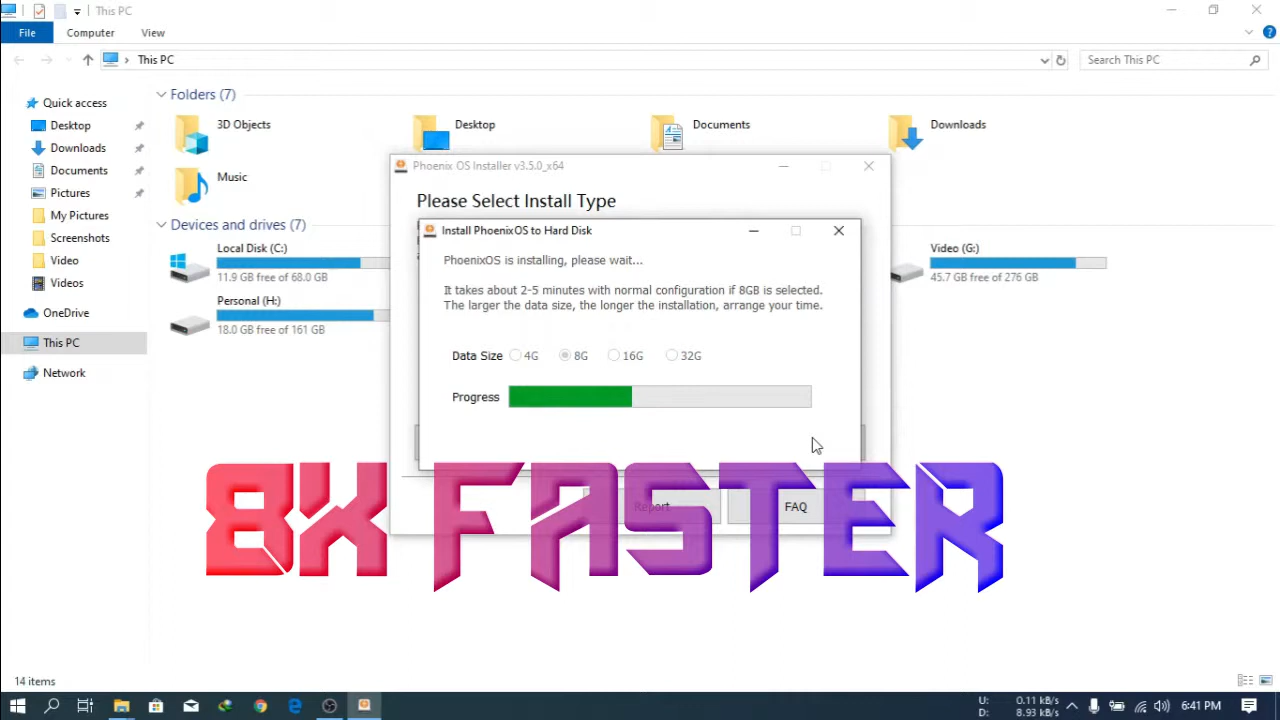 This PC
File
Computer
View
This PC
Search This PC
Quick access
Desktop
Downloads
Documents
Pictures
My Pictures
Screenshots
Video
Videos
OneDrive
This PC
Network
Folders (7)
3D Objects
Desktop
Documents
Downloads
Music
Devices and drives (7)
Local Disk (C:)
11.9 GB free of 68.0 GB
Video (G:)
45.7 GB free of 276 GB
Personal (H:)
18.0 GB free of 161 GB
Phoenix OS Installer v3.5.0_x64
Please Select Install Type
Install PhoenixOS to Hard Disk
PhoenixOS is installing, please wait...
It takes about 2-5 minutes with normal configuration if 8GB is selected.
The larger the data size, the longer the installation, arrange your time.
Data Size 4G 8G 16G 32G
Progress
Report
FAQ
8X FASTER
14 items
U: 0.11 kB/s
D: 8.93 kB/s
6:41 PM